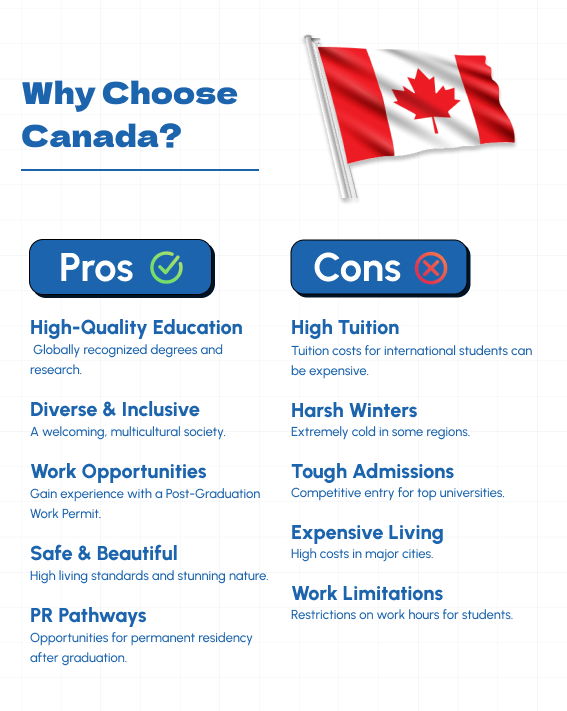 Why Choose
Canada?
Pros
High-Quality Education
Globally recognized degrees and
research.
Diverse & Inclusive
A welcoming, multicultural society.
Work Opportunities
Gain experience with a Post-Graduation
Work Permit.
Safe & Beautiful
High living standards and stunning nature.
PR Pathways
Opportunities for permanent residency
after graduation.
Cons
High Tuition
Tuition costs for international students can
be expensive.
Harsh Winters
Extremely cold in some regions.
Tough Admissions
Competitive entry for top universities.
Expensive Living
High costs in major cities.
Work Limitations
Restrictions on work hours for students.